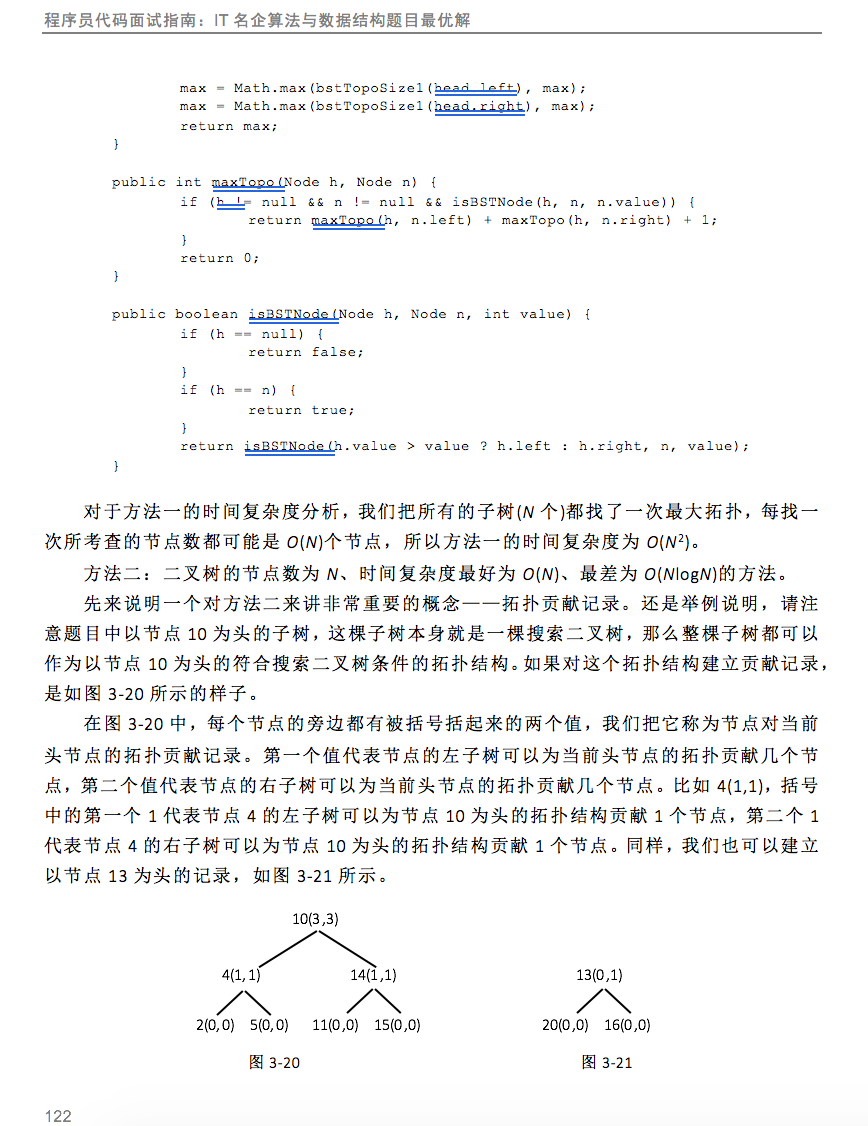 程序员代码面试指南：IT 名企算法与数据结构题目最优解
max = Math.max(bstTopoSize1(head.left), max);
max = Math.max(bstTopoSize1(head.right), max);
return max;
}
public int maxTopo(Node h, Node n) {
if (h != null && n != null && isBSTNode(h, n, n.value)) {
return maxTopo(h, n.left) + maxTopo(h, n.right) + 1;
}
return 0;
}
public boolean isBSTNode(Node h, Node n, int value) {
if (h == null) {
return false;
}
if (h == n) {
return true;
}
return isBSTNode(h.value > value ? h.left : h.right, n, value);
}
对于方法一的时间复杂度分析，我们把所有的子树(N 个)都找了一次最大拓扑，每找一
次所考查的节点数都可能是 O(N)个节点，所以方法一的时间复杂度为 O(N²)。
方法二：二叉树的节点数为 N、时间复杂度最好为 O(N)、最差为 O(NlogN)的方法。
先来说明一个对方法二来讲非常重要的概念——拓扑贡献记录。还是举例说明，请注
意题目中以节点 10 为头的子树，这棵子树本身就是一棵搜索二叉树，那么整棵子树都可以
作为以节点 10 为头的符合搜索二叉树条件的拓扑结构。如果对这个拓扑结构建立贡献记录，
是如图 3-20 所示的样子。
在图 3-20 中，每个节点的旁边都有被括号括起来的两个值，我们把它称为节点对当前
头节点的拓扑贡献记录。第一个值代表节点的左子树可以为当前头节点的拓扑贡献几个节
点，第二个值代表节点的右子树可以为当前头节点的拓扑贡献几个节点。比如 4(1,1)，括号
中的第一个 1 代表节点 4 的左子树可以为节点 10 为头的拓扑结构贡献 1 个节点，第二个 1
代表节点 4 的右子树可以为节点 10 为头的拓扑结构贡献 1 个节点。同样，我们也可以建立
以节点 13 为头的记录，如图 3-21 所示。
10(3,3)
4(1,1) 14(1,1) 13(0,1)
2(0,0) 5(0,0) 11(0,0) 15(0,0) 20(0,0) 16(0,0)
图 3-20 图 3-21
122